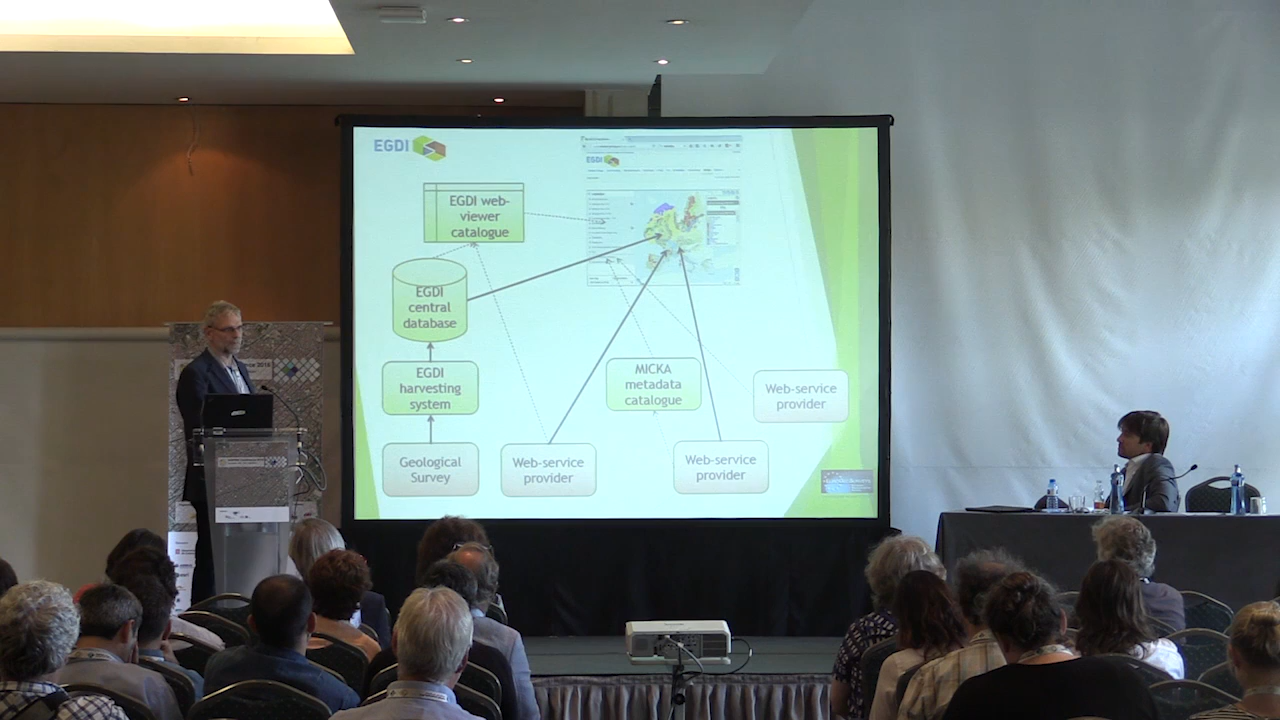 EGDI
EGDI
EGDI web-
viewer
catalogue
EGDI
central
database
EGDI
harvesting
system
MICKA
metadata
catalogue
Web-service
provider
Geological
Survey
Web-service
provider
Web-service
provider